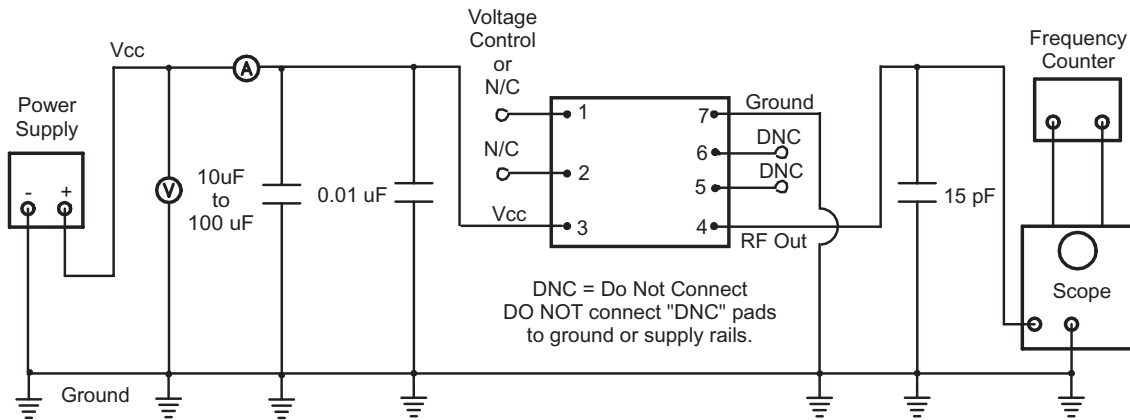 Voltage
Control
or
N/C
Frequency
Counter
Vcc
A
Power
Supply
- +
V
10uF
to
100 uF
0.01 uF
N/C
Vcc
1
2
3
7
6
5
4
Ground
DNC
DNC
RF Out
15 pF
Scope
DNC = Do Not Connect
DO NOT connect "DNC" pads
to ground or supply rails.
Ground